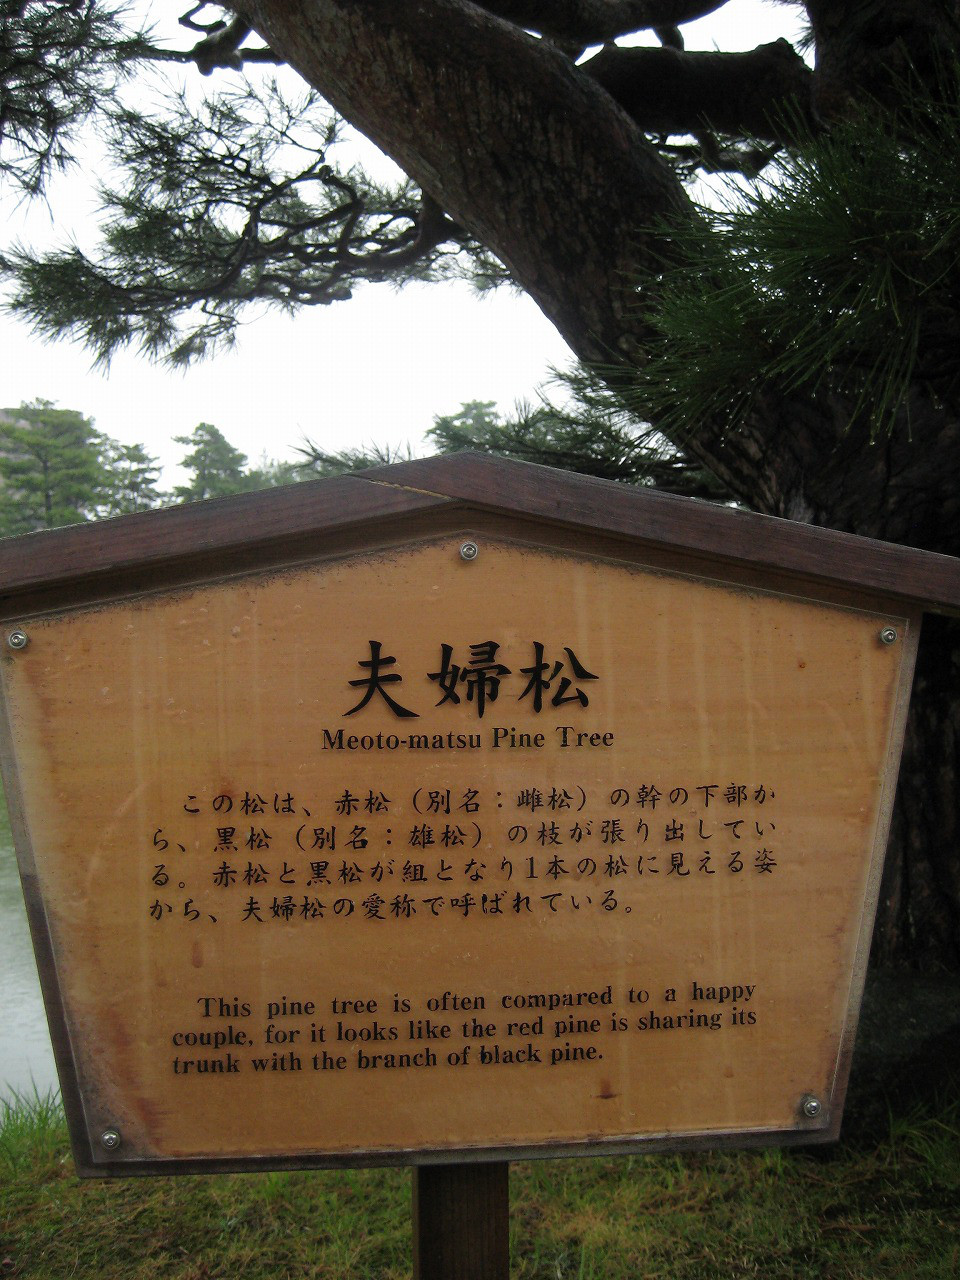 夫婦松
Meoto-matsu Pine Tree
この松は、赤松（別名：雌松）の幹の下部か
ら、黒松（別名：雄松）の枝が張り出してい
る。赤松と黒松が組となり1本の松に見える姿
から、夫婦松の愛称で呼ばれている。
This pine tree is often compared to a happy
couple, for it looks like the red pine is sharing its
trunk with the branch of black pine.